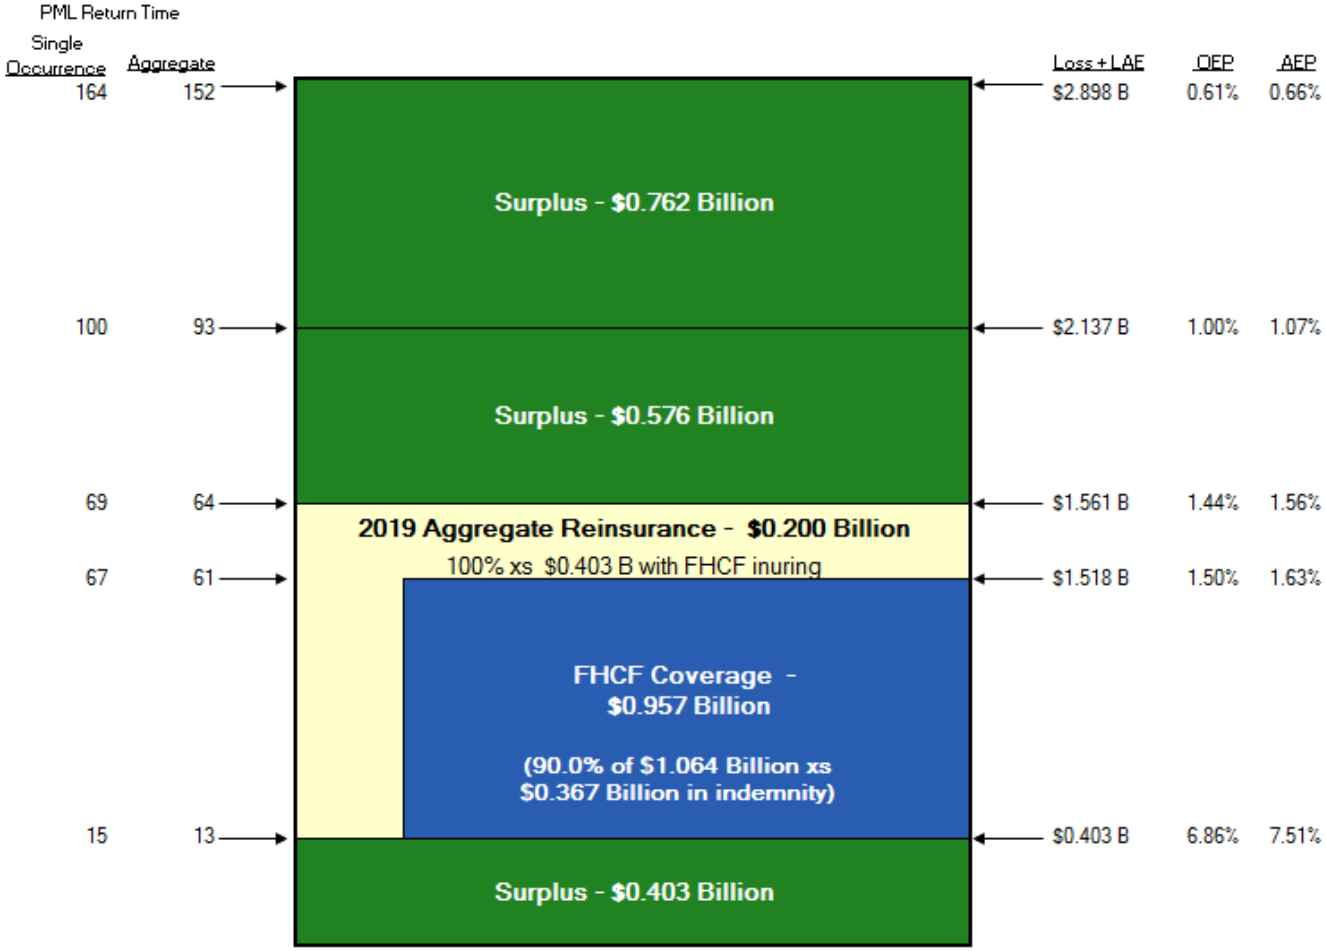 PML Return Time
Single
Occurrence Aggregate Loss + LAE OEP AEP
164 152 $2.898 B 0.61% 0.66%
Surplus - $0.762 Billion
100 93 $2.137 B 1.00% 1.07%
Surplus - $0.576 Billion
69 64 $1.561 B 1.44% 1.56%
2019 Aggregate Reinsurance - $0.200 Billion
100% xs $0.403 B with FHCF inuring
67 61 $1.518 B 1.50% 1.63%
FHCF Coverage -
$0.957 Billion
(90.0% of $1.064 Billion xs
$0.367 Billion in indemnity)
15 13 $0.403 B 6.86% 7.51%
Surplus - $0.403 Billion